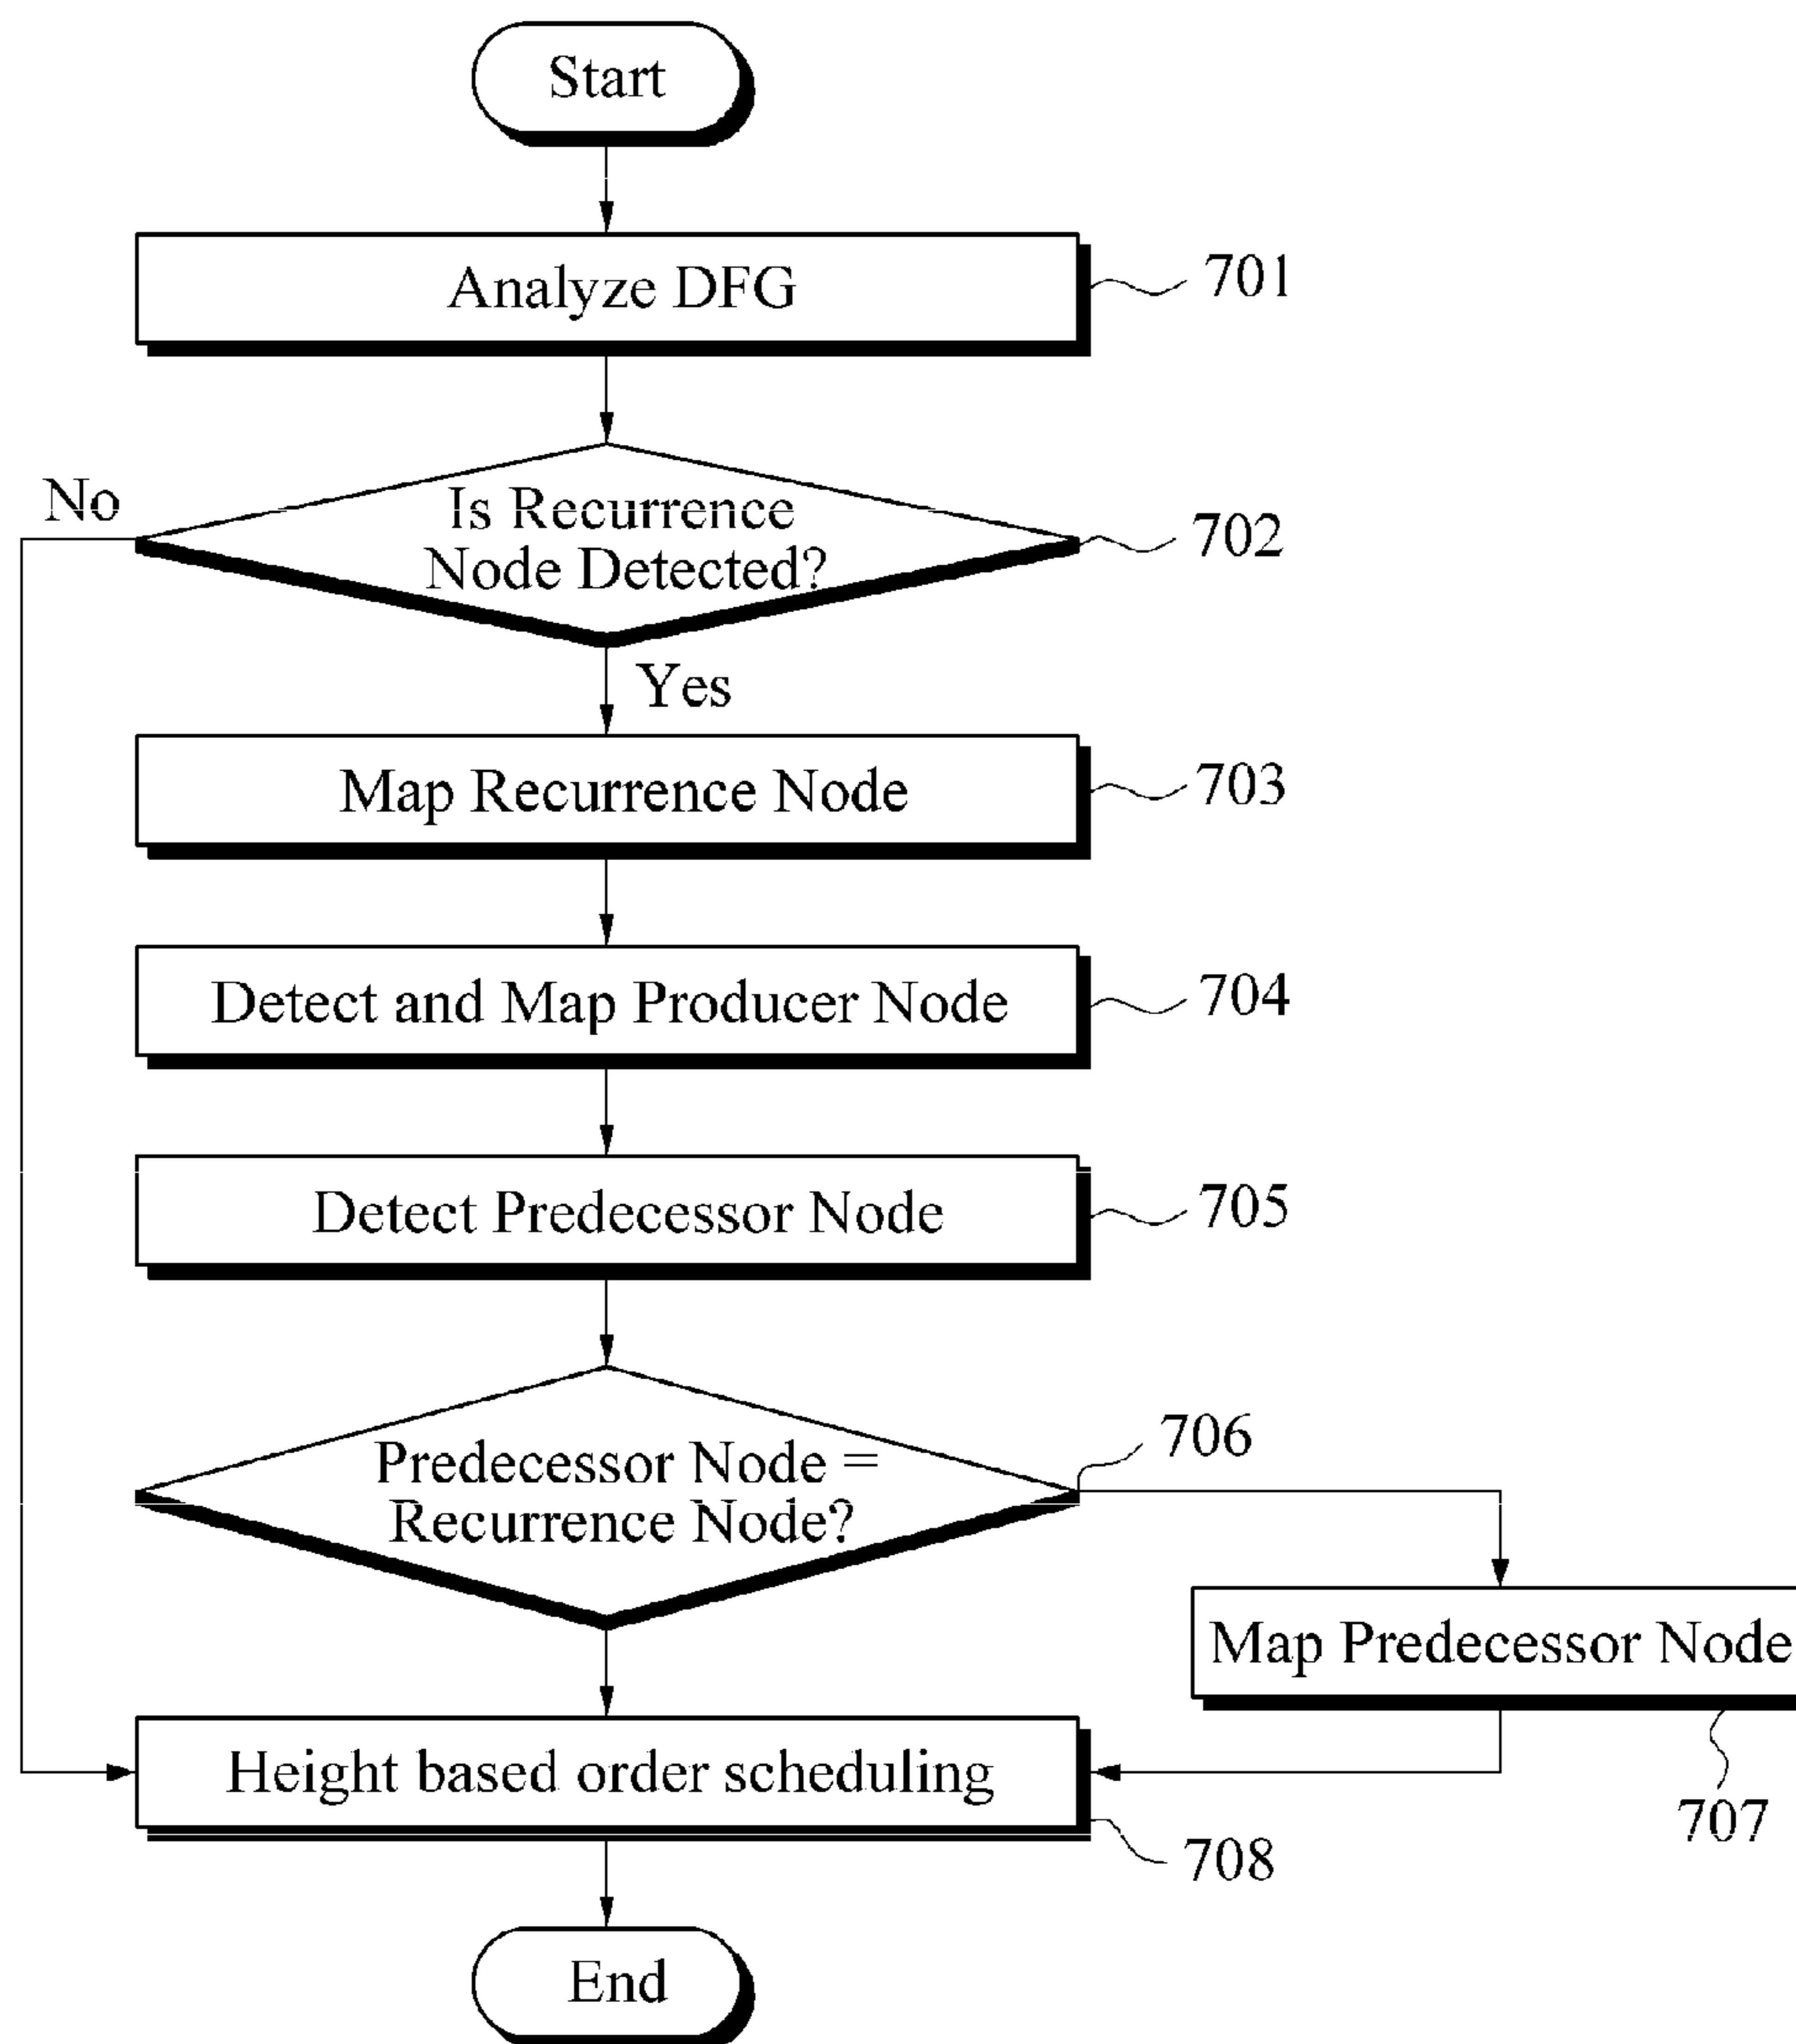 Start
Analyze DFG
701
No
Is Recurrence
Node Detected?
702
Yes
Map Recurrence Node
703
Detect and Map Producer Node
704
Detect Predecessor Node
705
Predecessor Node =
Recurrence Node?
706
Map Predecessor Node
707
Height based order scheduling
708
End